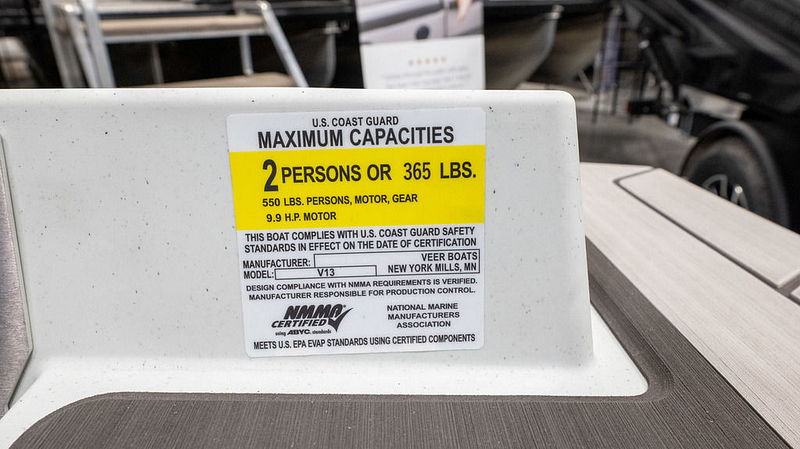 U.S. COAST GUARD
MAXIMUM CAPACITIES
2 PERSONS OR 365 LBS.
550 LBS. PERSONS, MOTOR, GEAR
9.9 H.P. MOTOR
THIS BOAT COMPLIES WITH U.S. COAST GUARD SAFETY
STANDARDS IN EFFECT ON THE DATE OF CERTIFICATION
MANUFACTURER: VEER BOATS
MODEL: V13 NEW YORK MILLS, MN
DESIGN COMPLIANCE WITH NMMA REQUIREMENTS IS VERIFIED.
MANUFACTURER RESPONSIBLE FOR PRODUCTION CONTROL.
NMMA
CERTIFIED
using ABYC standards
NATIONAL MARINE
MANUFACTURERS
ASSOCIATION
MEETS U.S. EPA EVAP STANDARDS USING CERTIFIED COMPONENTS